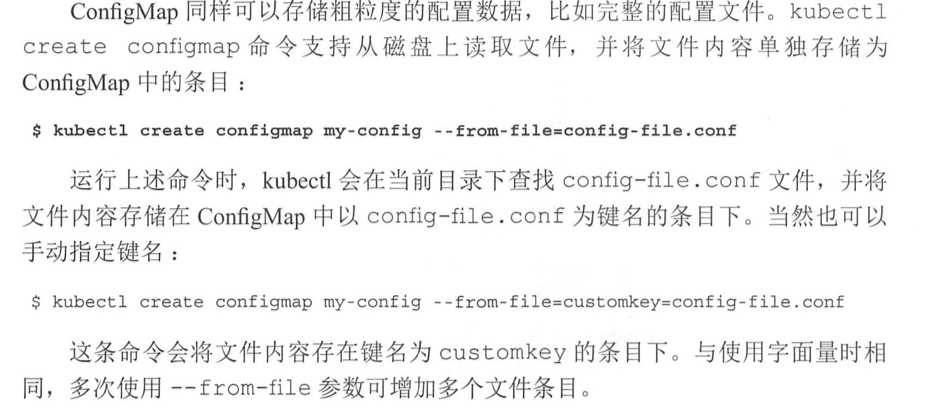 ConfigMap 同样可以存储粗粒度的配置数据，比如完整的配置文件。kubectl
create configmap 命令支持从磁盘上读取文件，并将文件内容单独存储为
ConfigMap 中的条目：
$ kubectl create configmap my-config --from-file=config-file.conf
运行上述命令时，kubectl 会在当前目录下查找 config-file.conf 文件，并将
文件内容存储在 ConfigMap 中以 config-file.conf 为键名的条目下。当然也可以
手动指定键名：
$ kubectl create configmap my-config --from-file=customkey=config-file.conf
这条命令会将文件内容存在键名为 customkey 的条目下。与使用字面量时相
同，多次使用 --from-file 参数可增加多个文件条目。